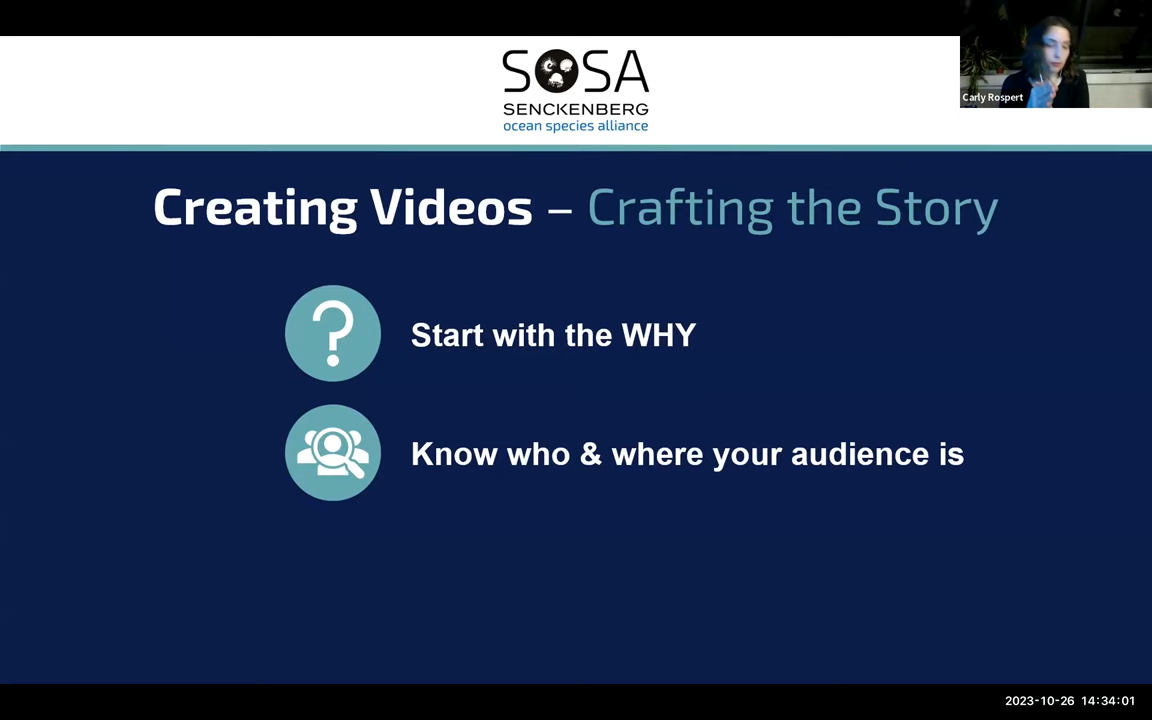 SOSA
SENCKENBERG
ocean species alliance
Carly Rospert
Creating Videos – Crafting the Story
?
Start with the WHY
Know who & where your audience is
2023-10-26 14:34:01